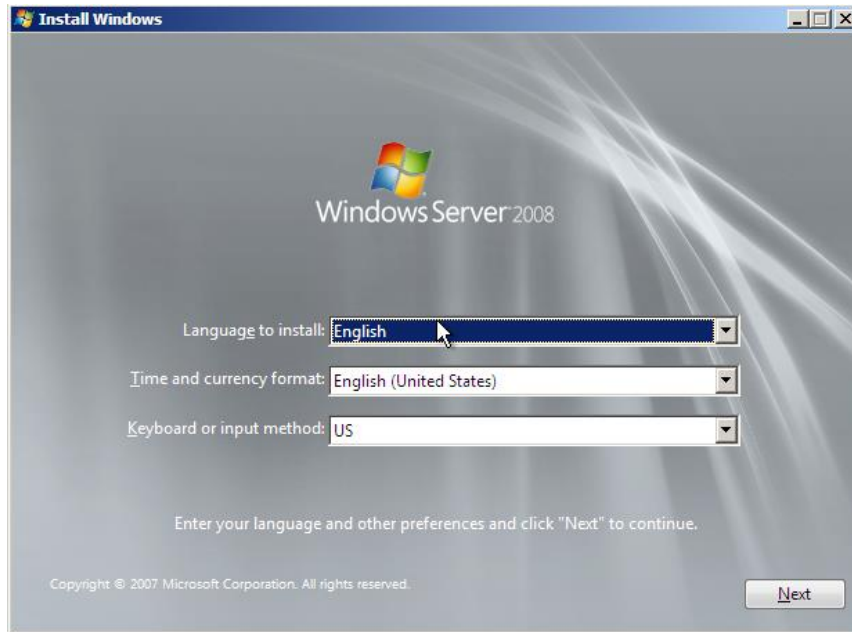 Install Windows
Windows Server 2008
Language to install: English
Time and currency format: English (United States)
Keyboard or input method: US
Enter your language and other preferences and click "Next" to continue.
Copyright © 2007 Microsoft Corporation. All rights reserved.
Next